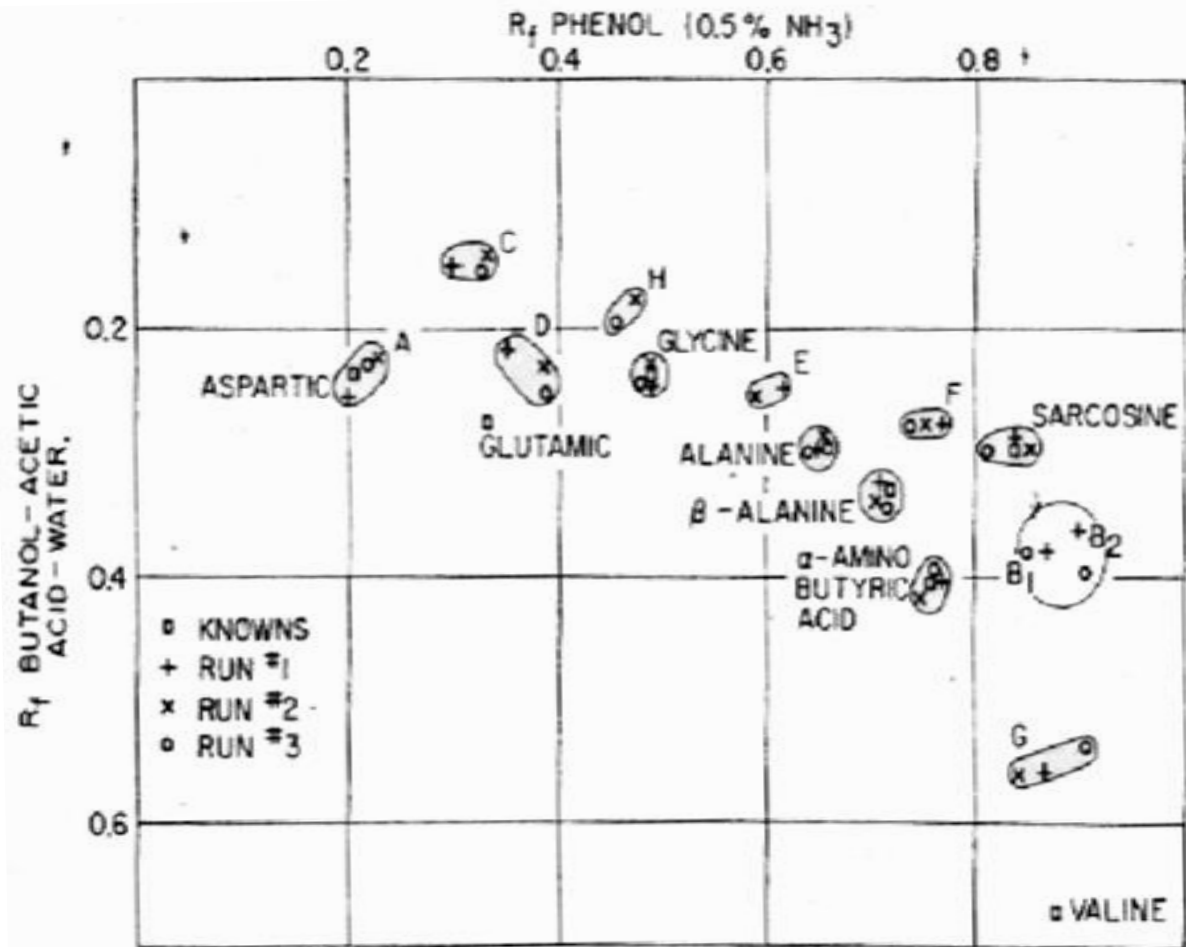 Rf PHENOL (0.5% NH3)
0.2 0.4 0.6 0.8
Rf BUTANOL-ACETIC
ACID-WATER.
0.2
0.4
0.6
C
H
D
A
ASPARTIC
GLYCINE
E
GLUTAMIC
F
SARCOSINE
ALANINE
β-ALANINE
α-AMINO
BUTYRIC
ACID
B1
B2
G
VALINE
KNOWNS
+ RUN #1
x RUN #2
o RUN #3